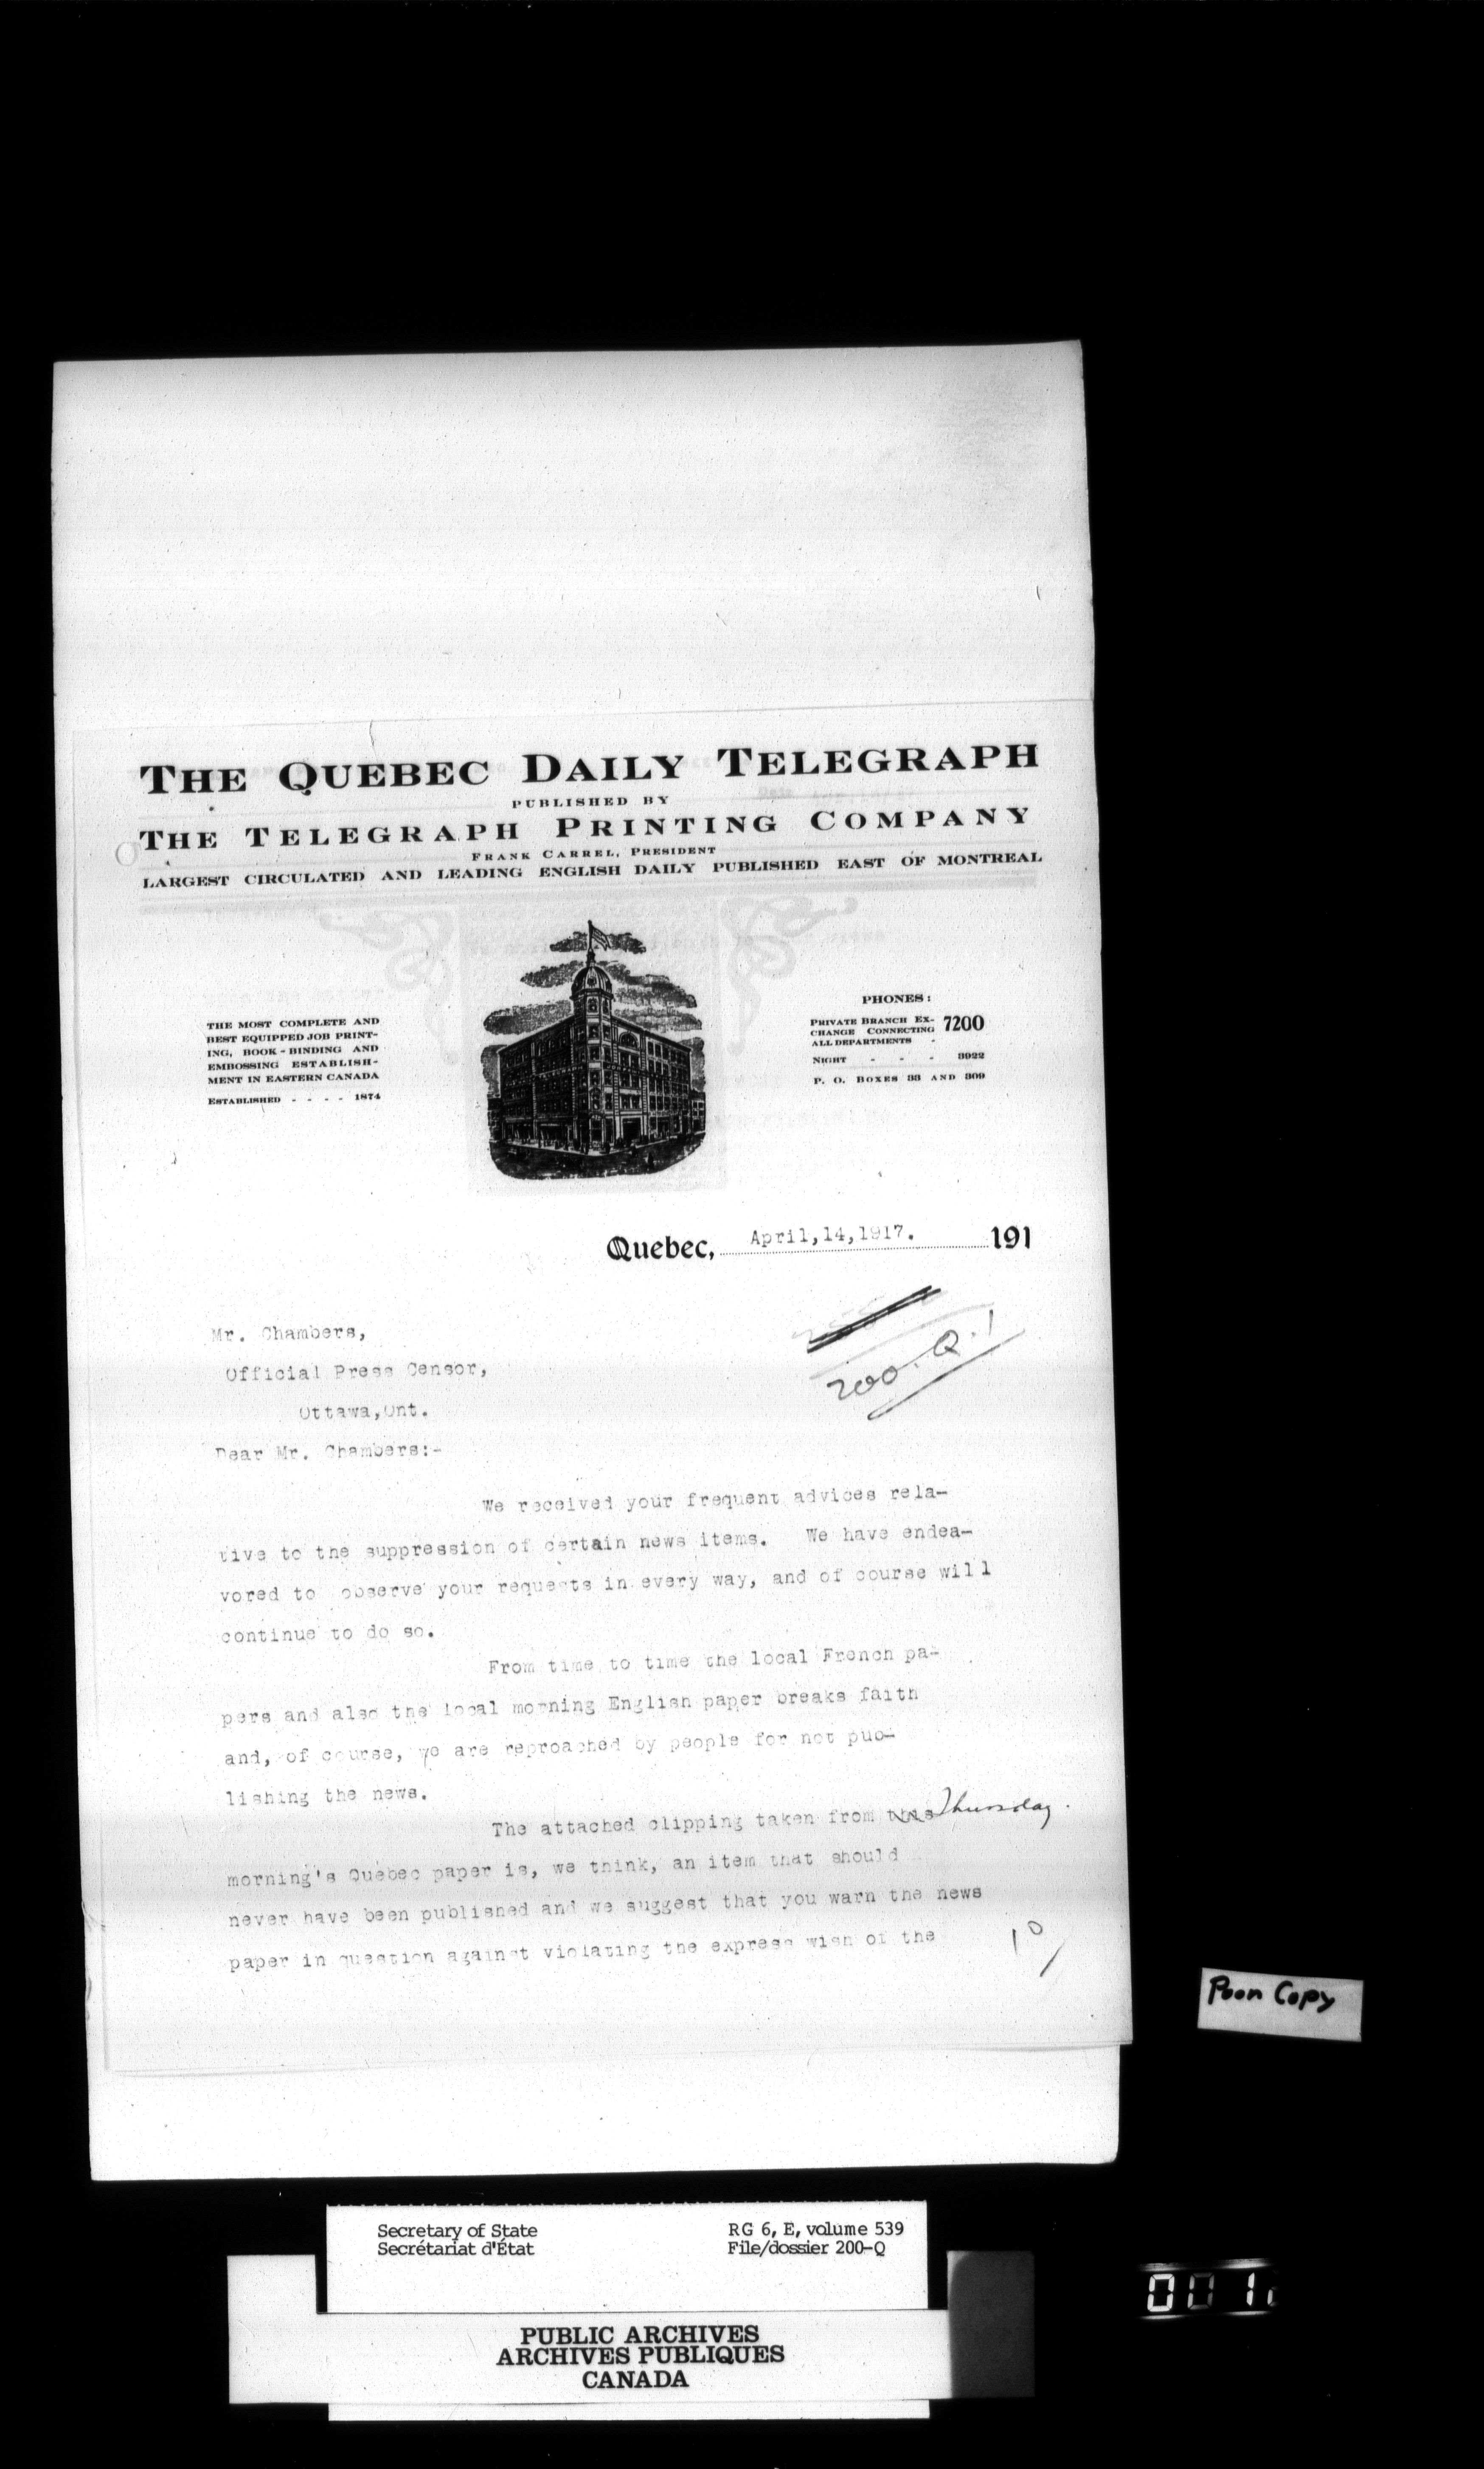 THE QUEBEC DAILY TELEGRAPH
PUBLISHED BY
THE TELEGRAPH PRINTING COMPANY
FRANK CARREL, PRESIDENT
LARGEST CIRCULATED AND LEADING ENGLISH DAILY PUBLISHED EAST OF MONTREAL
THE MOST COMPLETE AND
BEST EQUIPPED JOB PRINT-
ING, BOOK-BINDING AND
EMBOSSING ESTABLISH-
MENT IN EASTERN CANADA
ESTABLISHED - - - - 1874
PHONES:
PRIVATE BRANCH EX-
CHANGE CONNECTING 7200
ALL DEPARTMENTS -
NIGHT - - - 3922
P. O. BOXES 33 AND 309
Quebec, April,14,1917. 191
200.Q.1
Mr. Chambers,
Official Press Censor,
Ottawa,Ont.
Dear Mr. Chambers:-
We received your frequent advices rela-
tive to the suppression of certain news items. We have endea-
vored to observe your requests in every way, and of course will
continue to do so.
From time to time the local French pa-
pers and also the local morning English paper breaks faith
and, of course, we are reproached by people for not pub-
lishing the news.
The attached clipping taken from this Thursday.
morning's Quebec paper is, we think, an item that should
never have been published and we suggest that you warn the news
paper in question against violating the express wish of the
10/
Poor Copy
Secretary of State
Secrétariat d'État
RG 6, E, volume 539
File/dossier 200-Q
PUBLIC ARCHIVES
ARCHIVES PUBLIQUES
CANADA